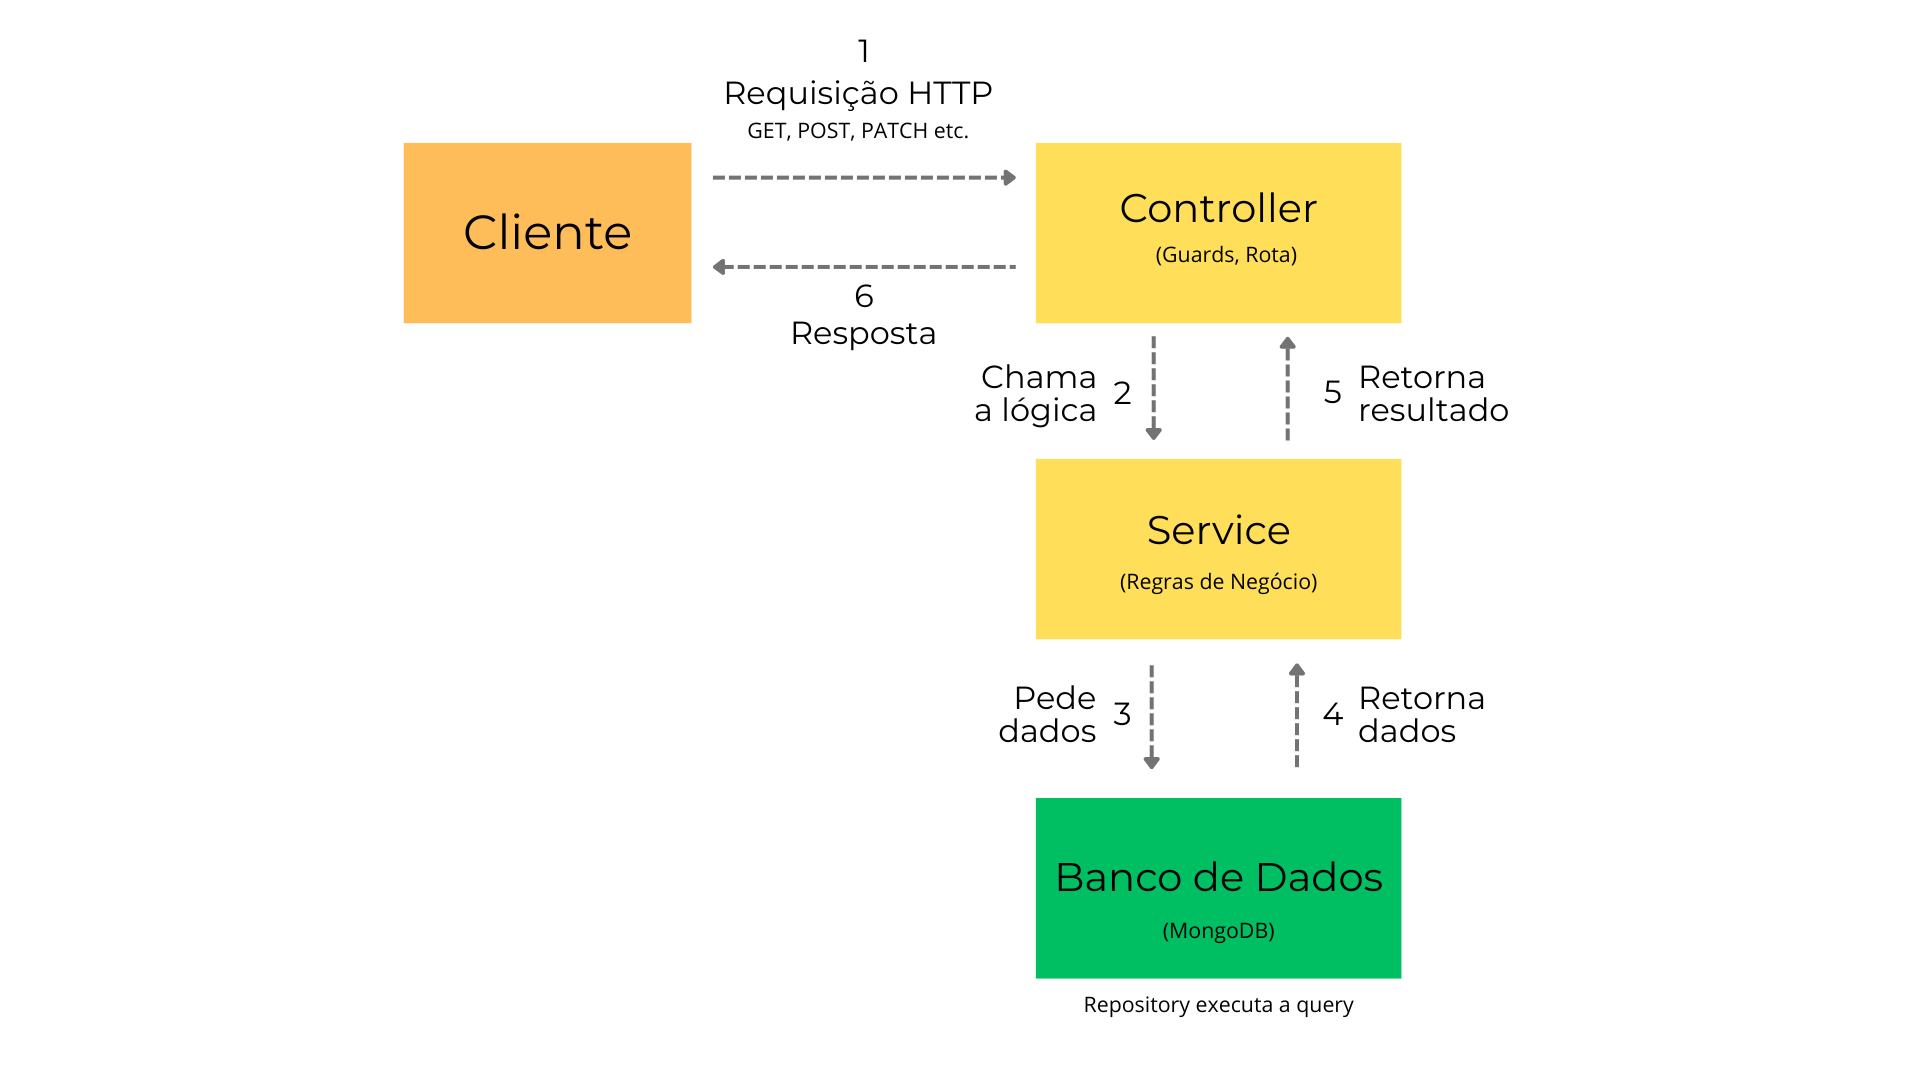 1
Requisição HTTP
GET, POST, PATCH etc.
Cliente
Controller
(Guards, Rota)
6
Resposta
Chama
a lógica
2
5
Retorna
resultado
Service
(Regras de Negócio)
Pede
dados
3
4
Retorna
dados
Banco de Dados
(MongoDB)
Repository executa a query